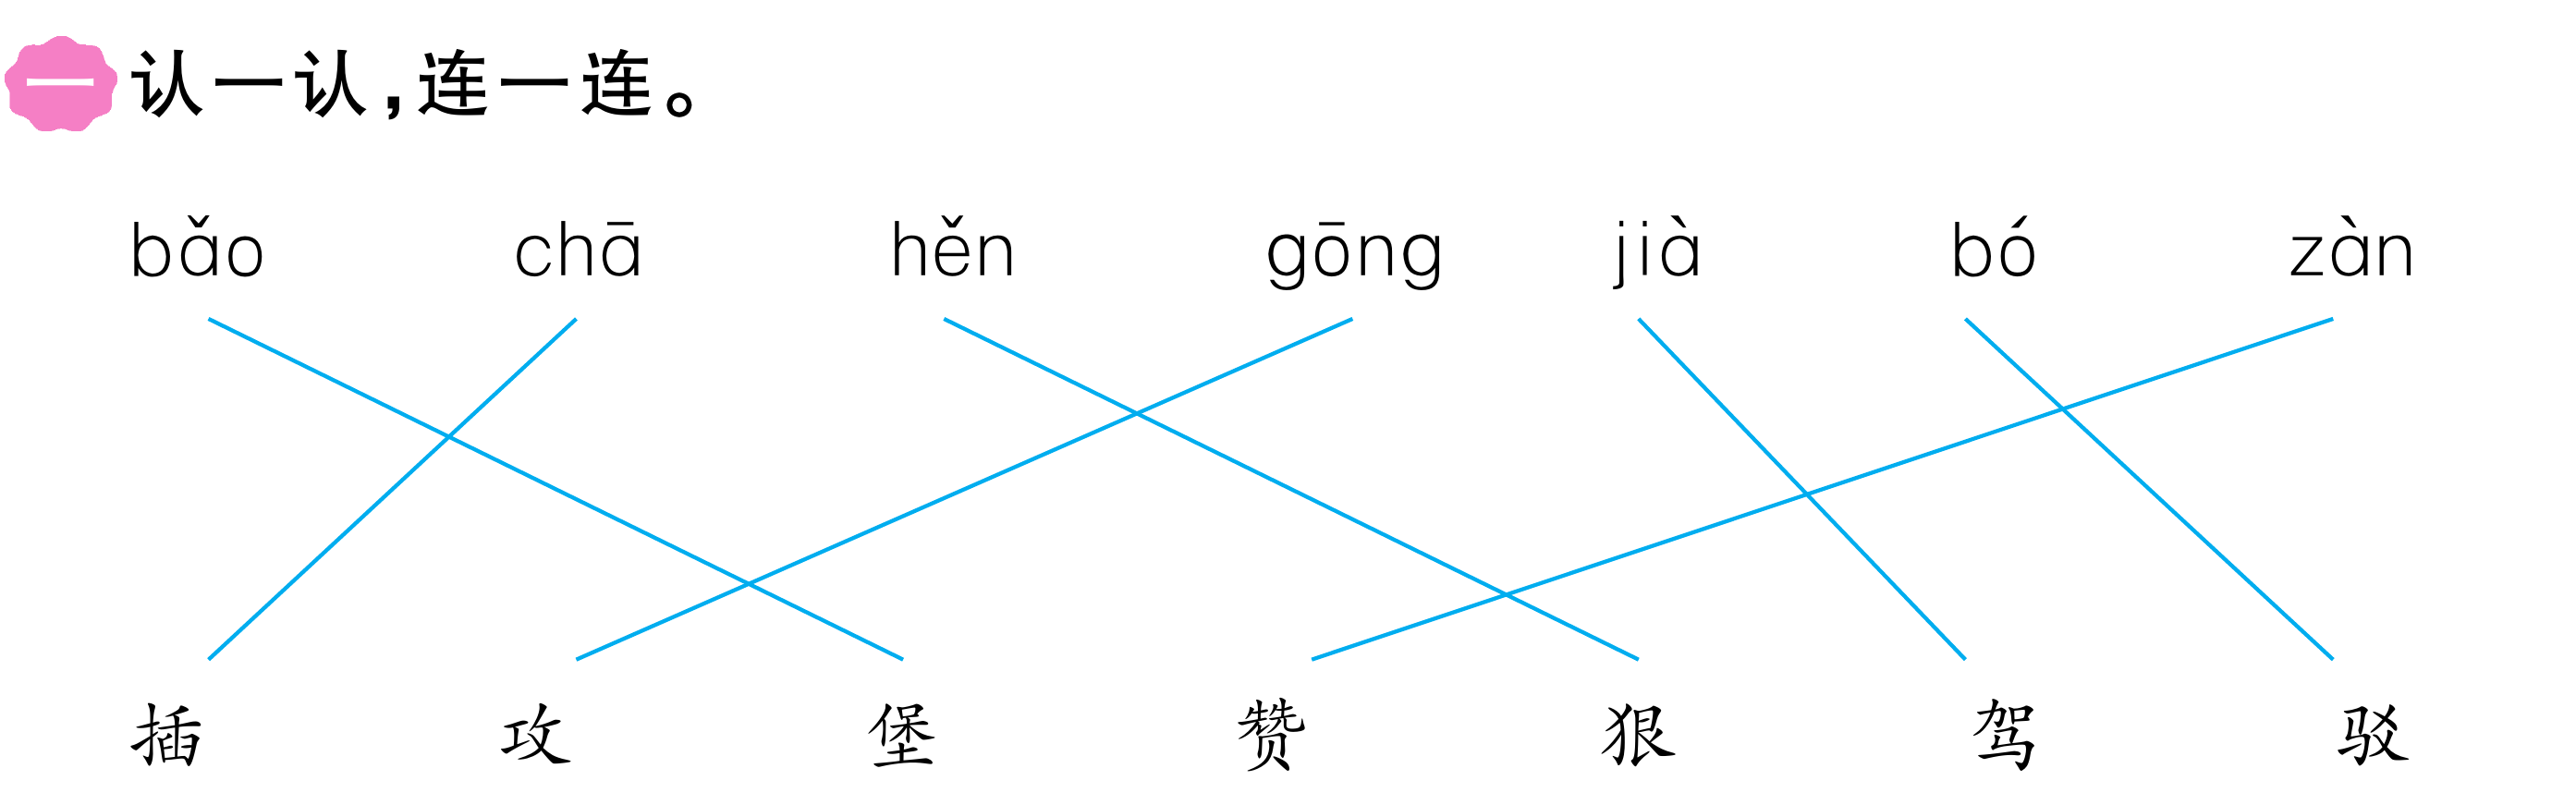 一 认一认,连一连。
bǎo chā hěn gōng jià bó zàn
插 攻 堡 赞 狠 驾 驳